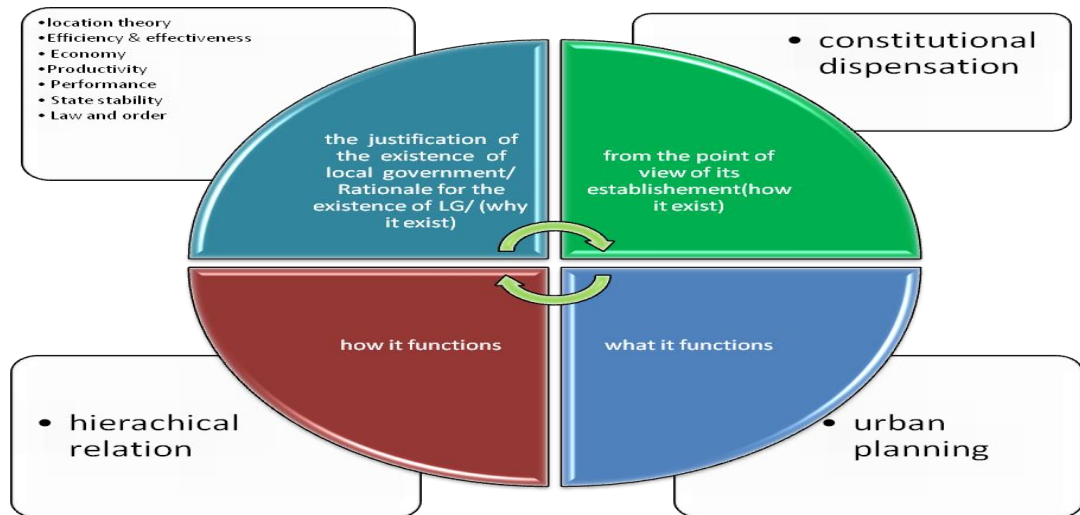 •location theory
•Efficiency & effectiveness
• Economy
•Productivity
• Performance
• State stability
• Law and order
• constitutional
dispensation
the justification of
the existence of
local government/
Rationale for the
existence of LG/ (why
it exist)
from the point of
view of its
establishement(how
it exist)
how it functions
what it functions
• hierachical
relation
• urban
planning